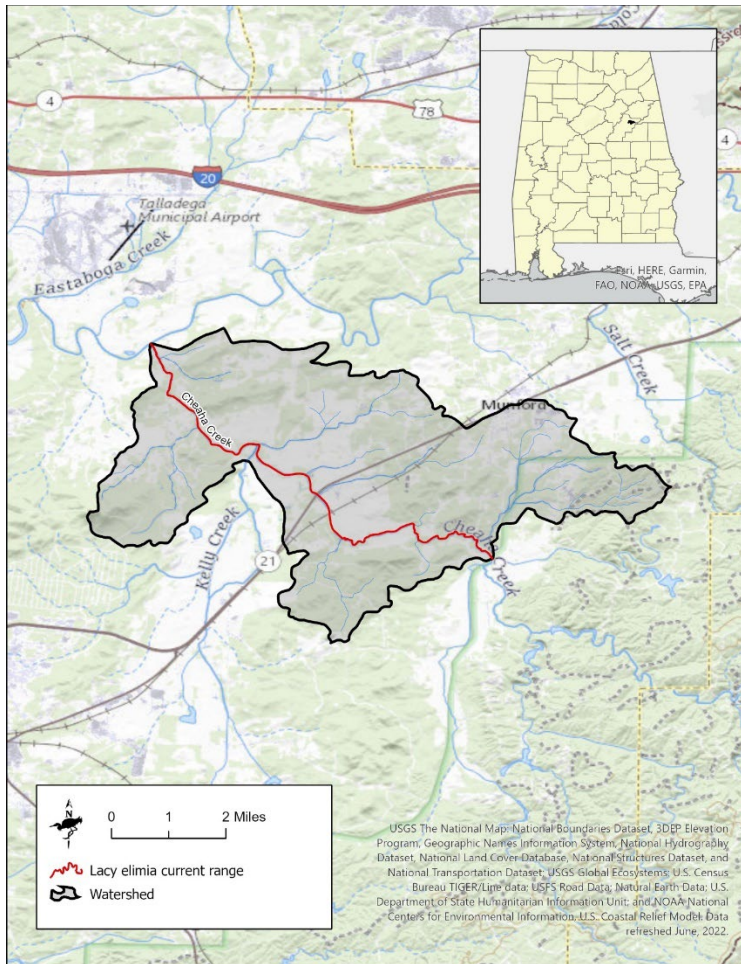 4
78
20
Talladega
Municipal Airport
Eastaboga Creek
4
Esri, HERE, Garmin,
FAO, NOAA, USGS, EPA
Salt Creek
Munford
Cheaha Creek
Cheaha Creek
Kelly Creek
21
N
0 1 2 Miles
Lacy elimia current range
Watershed
USGS The National Map: National Boundaries Dataset, 3DEP Elevation
Program, Geographic Names Information System, National Hydrography
Dataset, National Land Cover Database, National Structures Dataset, and
National Transportation Dataset; USGS Global Ecosystems; U.S. Census
Bureau TIGER/Line data; USFS Road Data; Natural Earth Data; U.S.
Department of State Humanitarian Information Unit; and NOAA National
Centers for Environmental Information, U.S. Coastal Relief Model. Data
refreshed June, 2022.